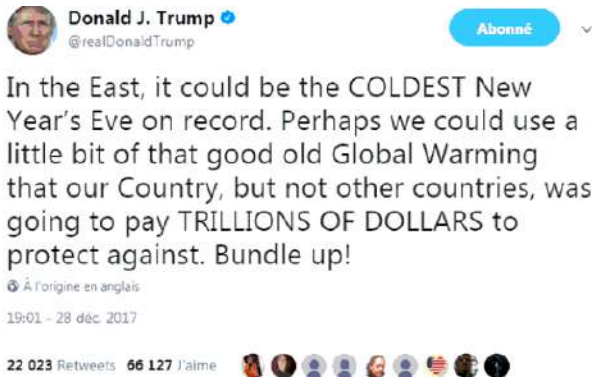 Donald J. Trump
@realDonaldTrump
Abonné
In the East, it could be the COLDEST New
Year's Eve on record. Perhaps we could use a
little bit of that good old Global Warming
that our Country, but not other countries, was
going to pay TRILLIONS OF DOLLARS to
protect against. Bundle up!
À l'origine en anglais
19:01 - 28 déc. 2017
22 023 Retweets 66 127 J'aime